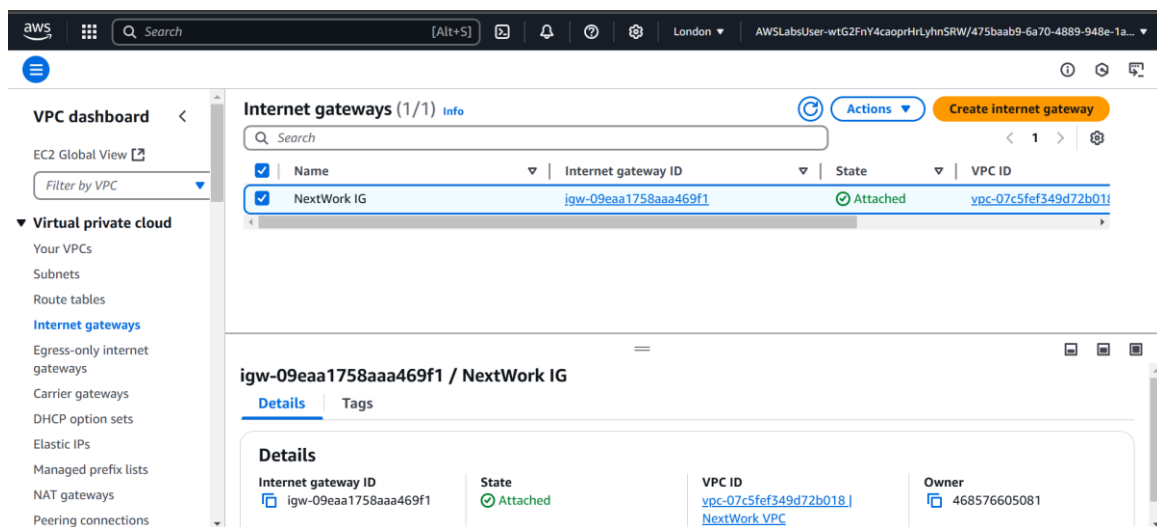 aws
Search [Alt+S] London ▼ AWSLabsUser-wtG2FnY4caoprHrLyhnSRW/475baab9-6a70-4889-948e-1a... ▼
VPC dashboard
EC2 Global View
Filter by VPC
Virtual private cloud
Your VPCs
Subnets
Route tables
Internet gateways
Egress-only internet
gateways
Carrier gateways
DHCP option sets
Elastic IPs
Managed prefix lists
NAT gateways
Peering connections
Internet gateways (1/1) Info
Actions ▼
Create internet gateway
Search
1
Name Internet gateway ID State VPC ID
NextWork IG igw-09eaa1758aaa469f1 Attached vpc-07c5fef349d72b018
igw-09eaa1758aaa469f1 / NextWork IG
Details Tags
Details
Internet gateway ID State VPC ID Owner
igw-09eaa1758aaa469f1 Attached vpc-07c5fef349d72b018 | 468576605081
NextWork VPC